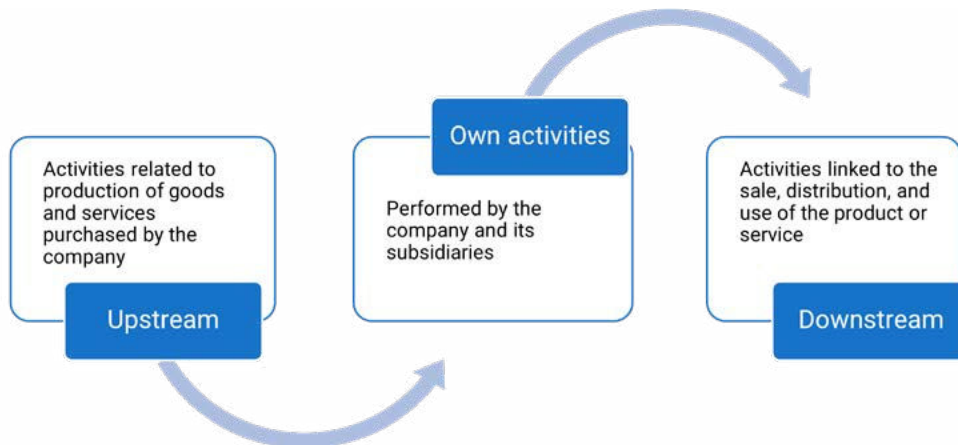 Activities related to
production of goods
and services
purchased by the
company
Upstream
Own activities
Performed by the
company and its
subsidiaries
Activities linked to the
sale, distribution, and
use of the product or
service
Downstream